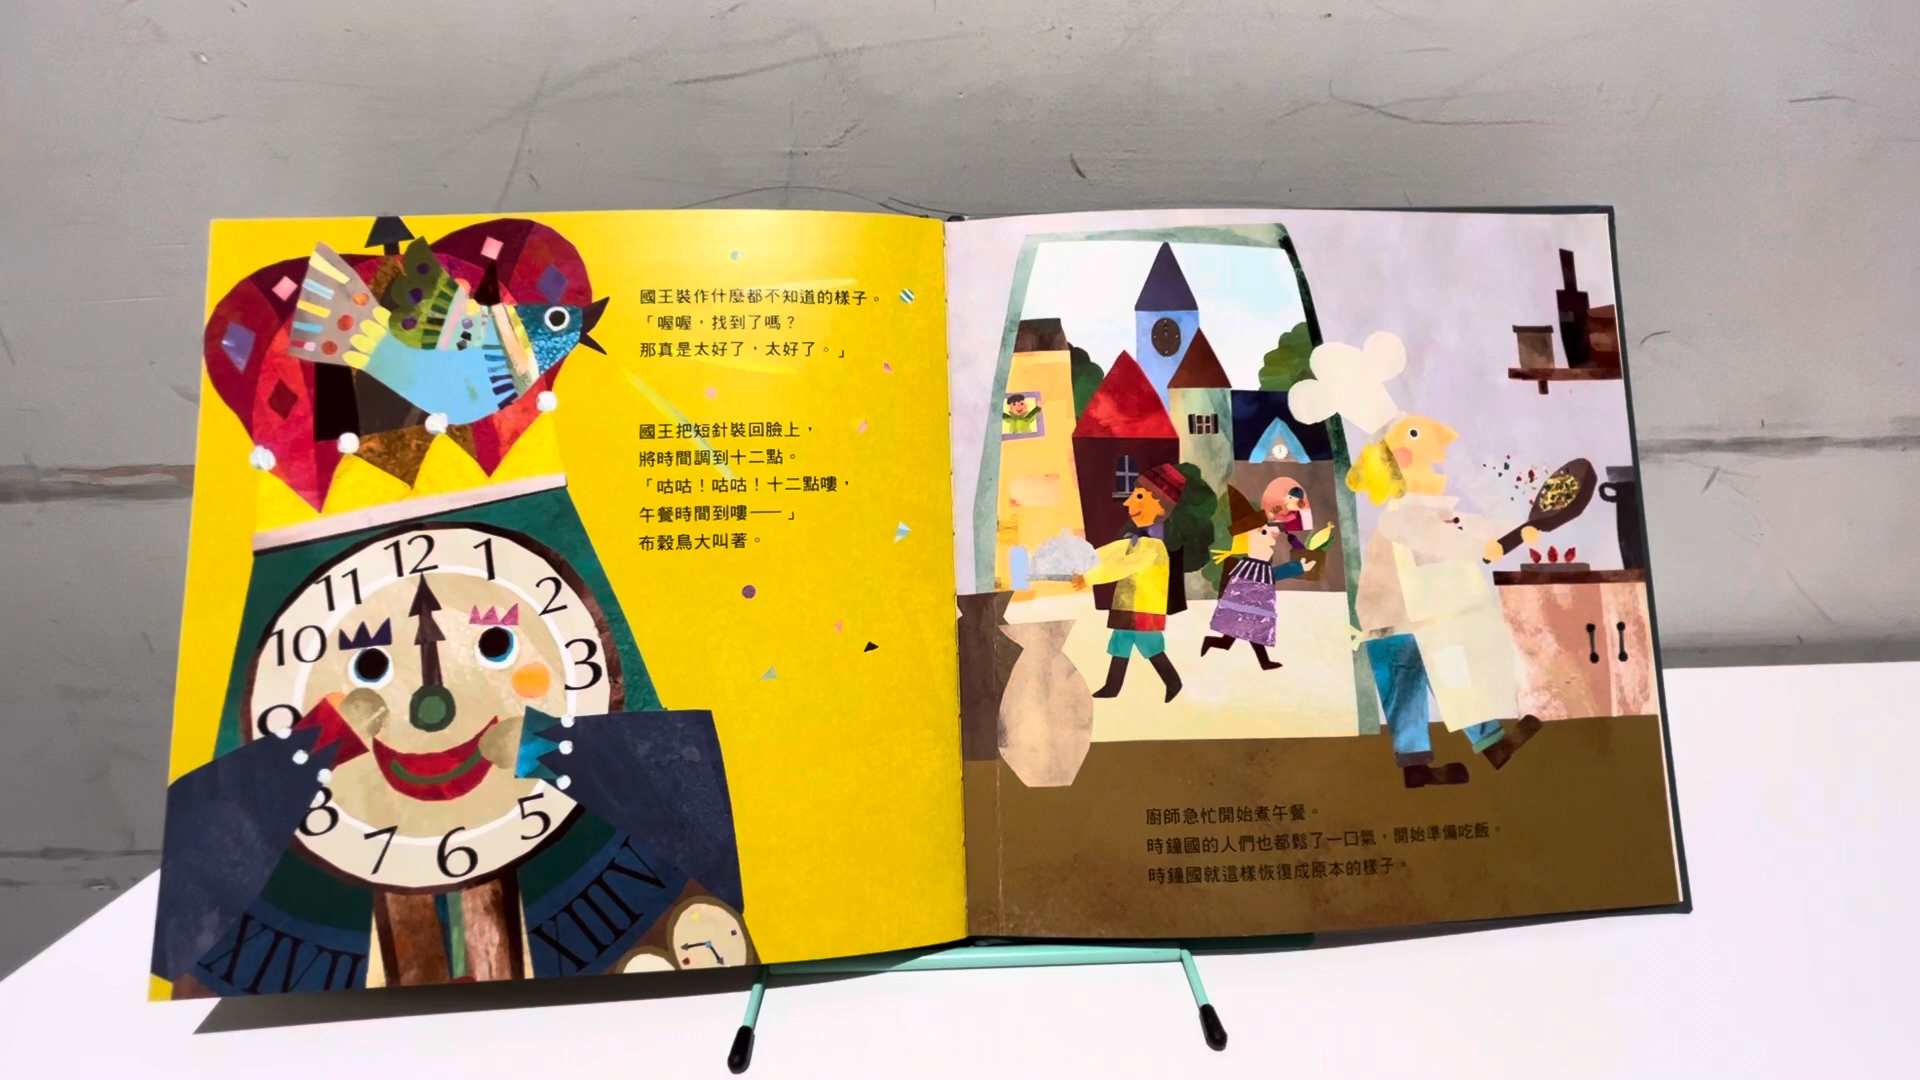 國王裝作什麼都不知道的樣子。
「喔喔，找到了嗎？
那真是太好了，太好了。」
國王把短針裝回臉上，
將時間調到十二點。
「咕咕！咕咕！十二點嘍，
午餐時間到嘍——」
布穀鳥大叫著。
12
1
11
2
10
3
9
8
5
7
6
XIVII
XIIIV
廚師急忙開始煮午餐。
時鐘國的人們也都鬆了一口氣，開始準備吃飯。
時鐘國就這樣恢復成原本的樣子。